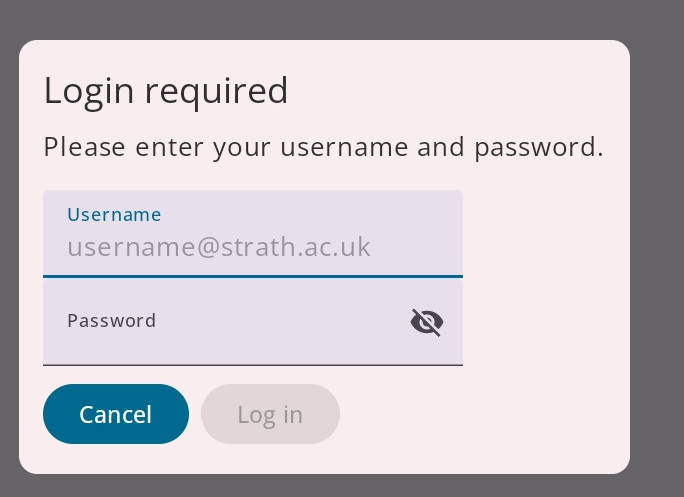 Login required
Please enter your username and password.
Username
username@strath.ac.uk
Password
Cancel
Log in